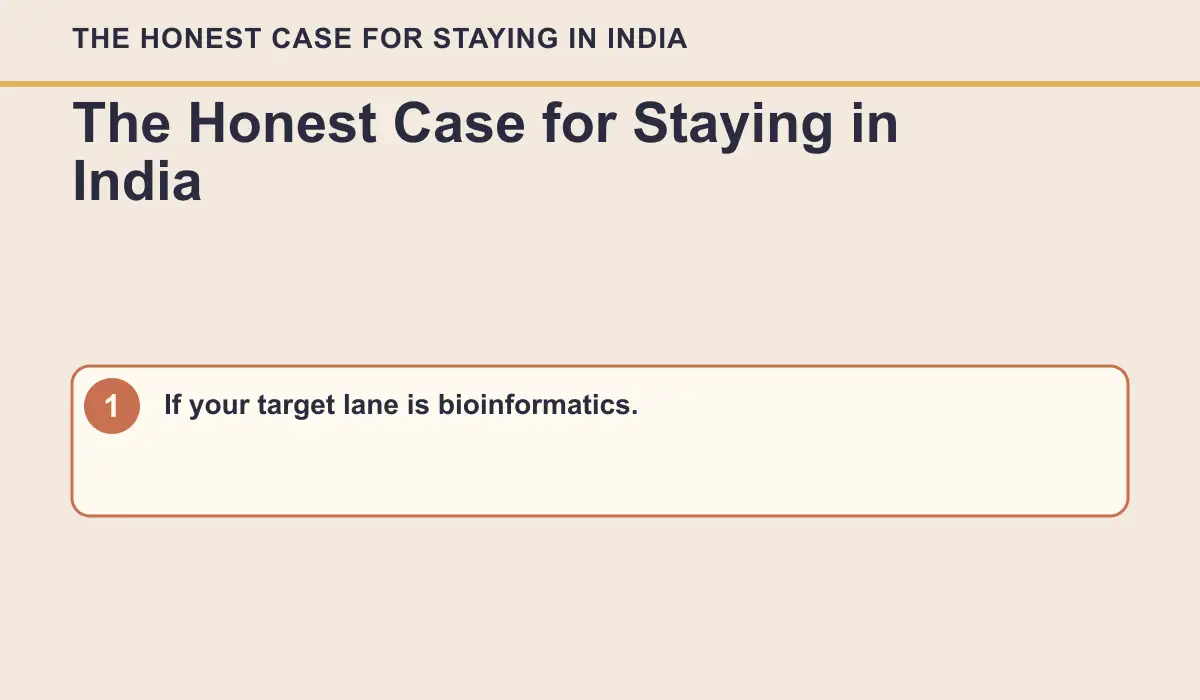 THE HONEST CASE FOR STAYING IN INDIA
The Honest Case for Staying in
India
1 If your target lane is bioinformatics.